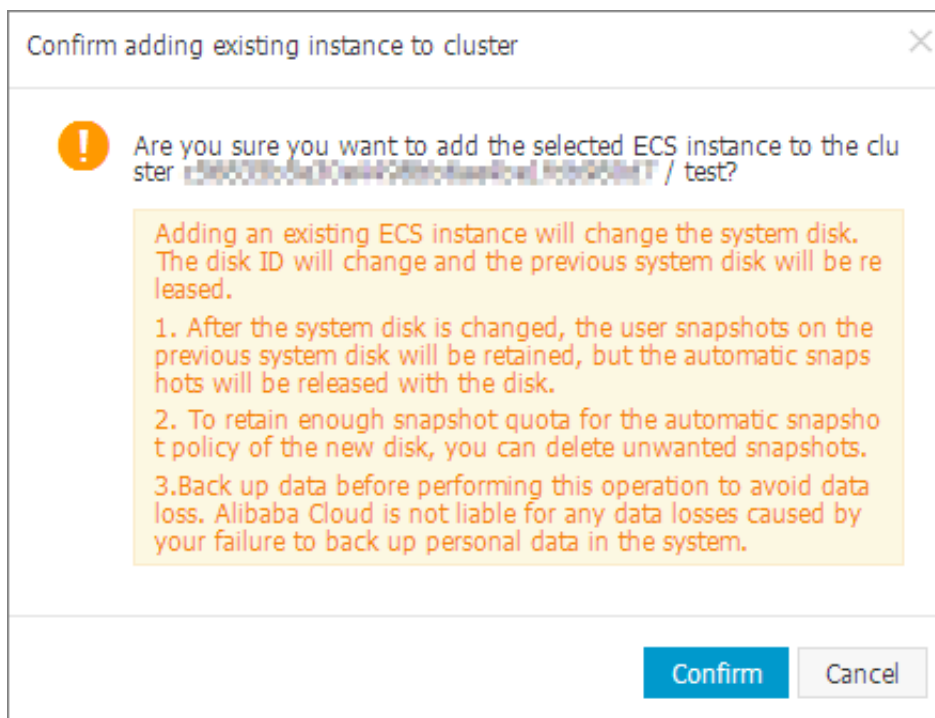 Confirm adding existing instance to cluster
Are you sure you want to add the selected ECS instance to the clu
ster / test?
Adding an existing ECS instance will change the system disk.
The disk ID will change and the previous system disk will be re
leased.
1. After the system disk is changed, the user snapshots on the
previous system disk will be retained, but the automatic snaps
hots will be released with the disk.
2. To retain enough snapshot quota for the automatic snapsho
t policy of the new disk, you can delete unwanted snapshots.
3.Back up data before performing this operation to avoid data
loss. Alibaba Cloud is not liable for any data losses caused by
your failure to back up personal data in the system.
Confirm
Cancel